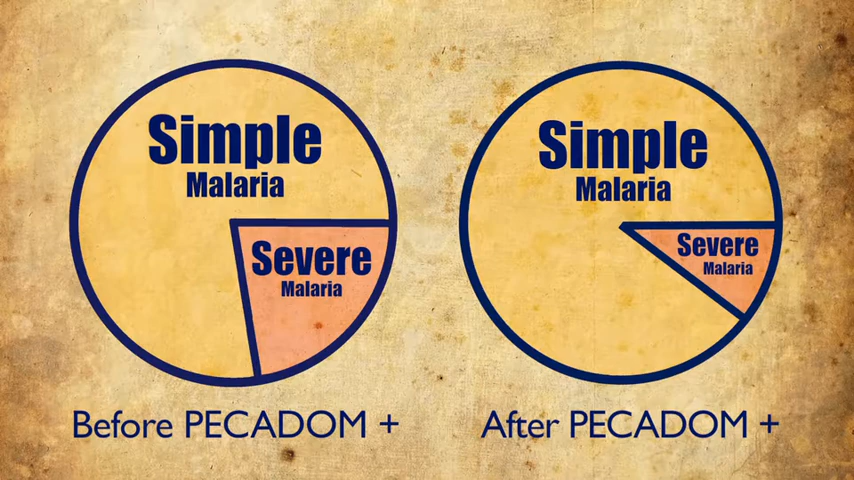 Simple
Malaria
Severe
Malaria
Before PECADOM +
Simple
Malaria
Severe
Malaria
After PECADOM +